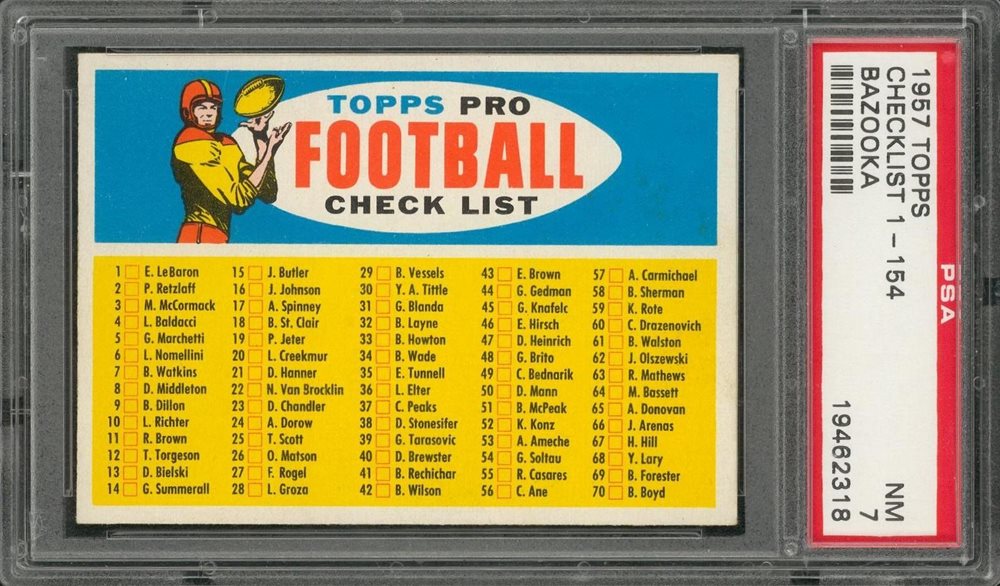 TOPPS PRO
FOOTBALL
CHECK LIST
1 E. LeBaron
2 P. Retzlaff
3 M. McCormack
4 L. Baldacci
5 G. Marchetti
6 L. Nomellini
7 B. Watkins
8 D. Middleton
9 B. Dillon
10 L. Richter
11 R. Brown
12 T. Torgeson
13 D. Bielski
14 G. Summerall
15 J. Butler
16 J. Johnson
17 A. Spinney
18 B. St. Clair
19 P. Jeter
20 L. Creekmur
21 D. Hanner
22 N. Van Brocklin
23 D. Chandler
24 A. Dorow
25 T. Scott
26 O. Matson
27 F. Rogel
28 L. Groza
29 B. Vessels
30 Y. A. Tittle
31 G. Blanda
32 B. Layne
33 B. Howton
34 B. Wade
35 E. Tunnell
36 L. Elter
37 C. Peaks
38 D. Stonesifer
39 G. Tarasovic
40 D. Brewster
41 B. Rechichar
42 B. Wilson
43 E. Brown
44 G. Gedman
45 G. Knafelc
46 E. Hirsch
47 D. Heinrich
48 G. Brito
49 C. Bednarik
50 D. Mann
51 B. McPeak
52 K. Konz
53 A. Ameche
54 G. Soltau
55 R. Casares
56 C. Ane
57 A. Carmichael
58 B. Sherman
59 K. Rote
60 C. Drazenovich
61 B. Walston
62 J. Olszewski
63 R. Mathews
64 M. Bassett
65 A. Donovan
66 J. Arenas
67 H. Hill
68 Y. Lary
69 B. Forester
70 B. Boyd
1957 TOPPS
CHECKLIST 1-154
BAZOOKA
PSA
NM
7
19462318